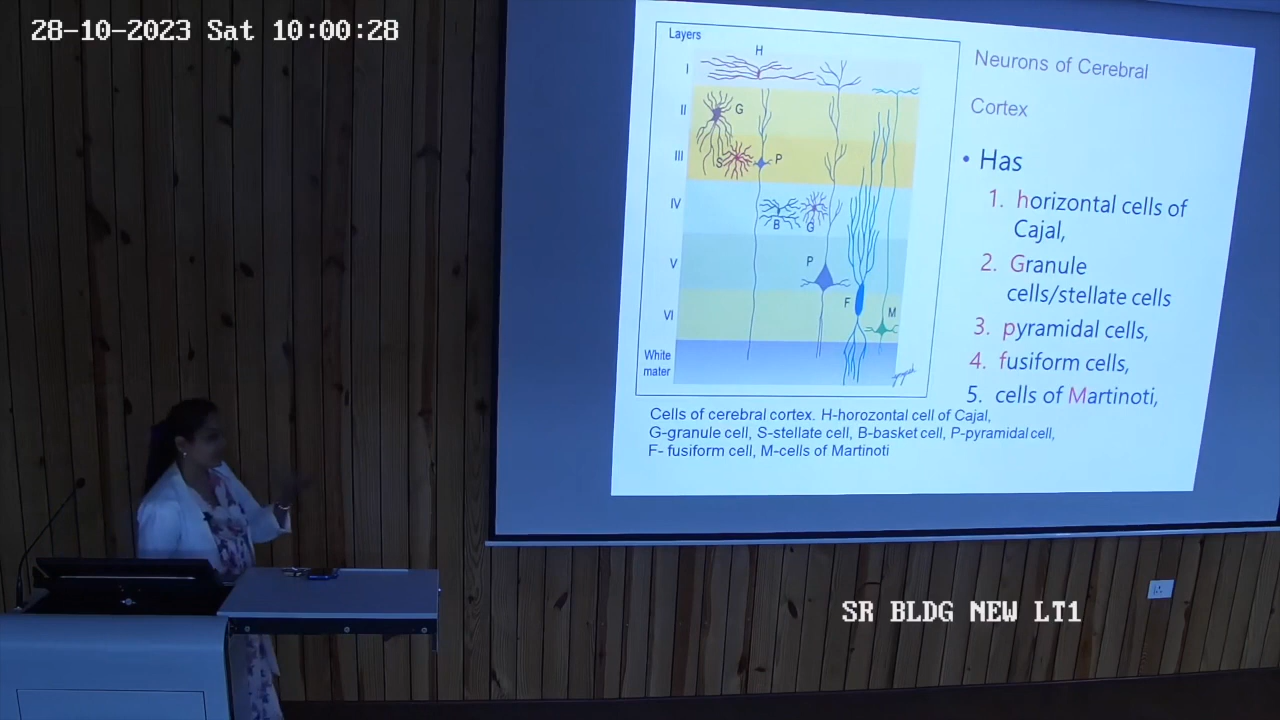 28-10-2023 Sat 10:00:28
Layers
H
I
II
G
III
S
P
IV
B
G
V
P
F
VI
M
White
mater
Neurons of Cerebral
Cortex
• Has
1. horizontal cells of
Cajal,
2. Granule
cells/stellate cells
3. pyramidal cells,
4. fusiform cells,
5. cells of Martinoti,
Cells of cerebral cortex. H-horozontal cell of Cajal,
G-granule cell, S-stellate cell, B-basket cell, P-pyramidal cell,
F- fusiform cell, M-cells of Martinoti
SR BLDG NEW LT1